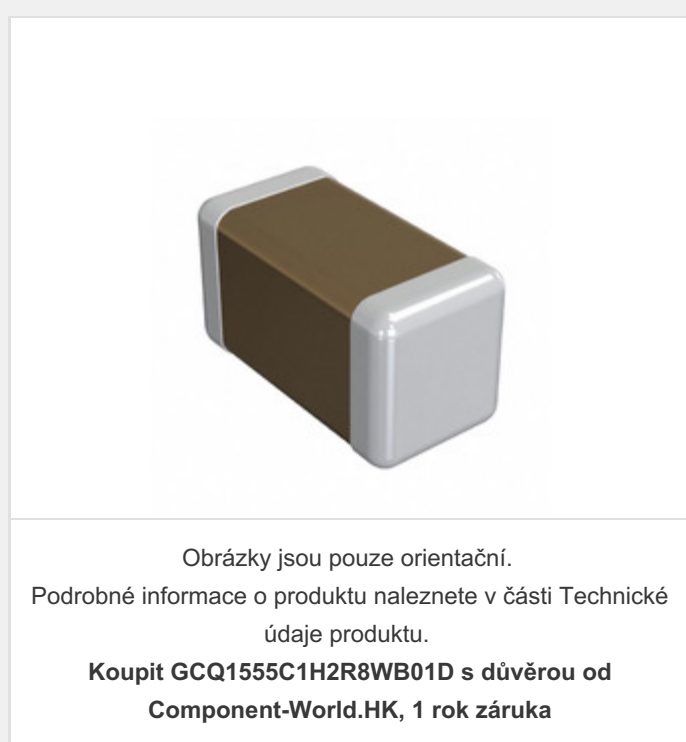 Obrázky jsou pouze orientační.
Podrobné informace o produktu naleznete v části Technické
údaje produktu.
Koupit GCQ1555C1H2R8WB01D s důvěrou od
Component-World.HK, 1 rok záruka